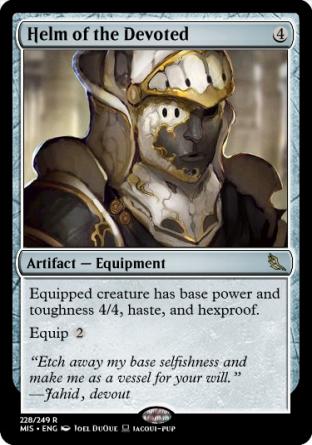 Helm of the Devoted 4
Artifact — Equipment
Equipped creature has base power and
toughness 4/4, haste, and hexproof.
Equip 2
“Etch away my base selfishness and
make me as a vessel for your will.”
—Jahid, devout
228/249 R
MIS • ENG Joel DuQue iacoui-pup